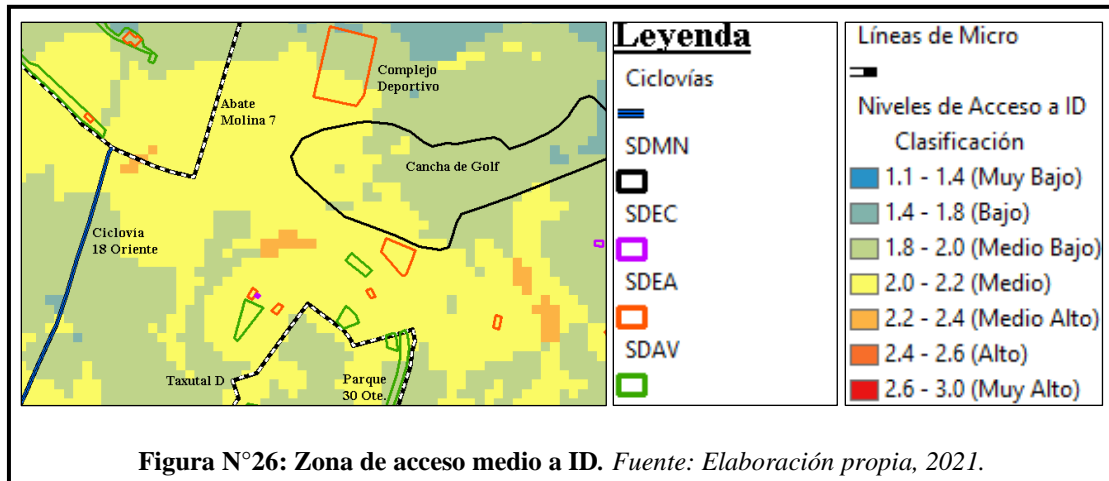 Complejo
Deportivo
Abate
Molina 7
Cancha de Golf
Ciclovía
18 Oriente
Taxutal D
Parque
30 Ote.
Leyenda
Ciclovías
SDMN
SDEC
SDEA
SDAV
Líneas de Micro
Niveles de Acceso a ID
Clasificación
1.1 - 1.4 (Muy Bajo)
1.4 - 1.8 (Bajo)
1.8 - 2.0 (Medio Bajo)
2.0 - 2.2 (Medio)
2.2 - 2.4 (Medio Alto)
2.4 - 2.6 (Alto)
2.6 - 3.0 (Muy Alto)
Figura N°26: Zona de acceso medio a ID. Fuente: Elaboración propia, 2021.